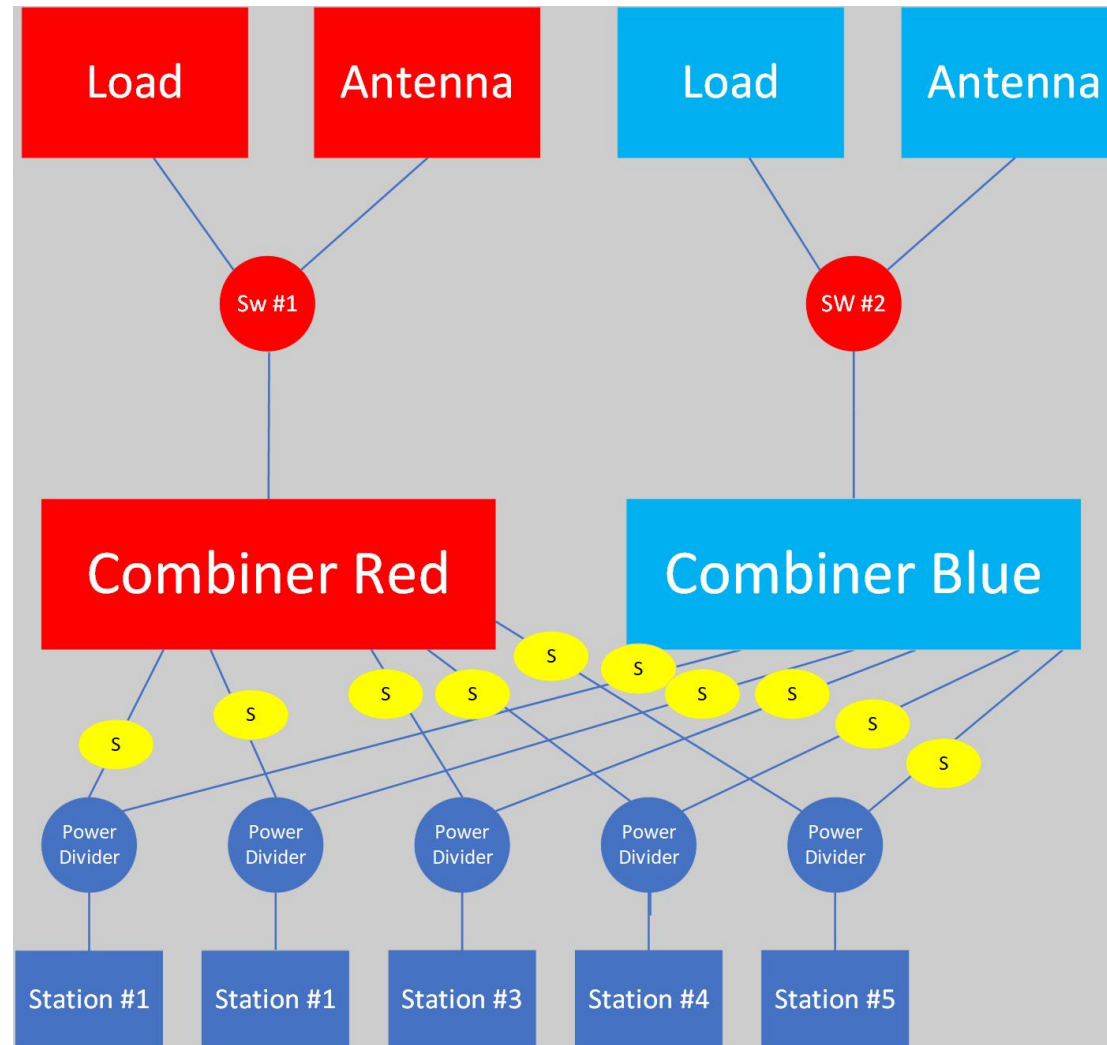 Load
Antenna
Load
Antenna
Sw #1
SW #2
Combiner Red
Combiner Blue
S
S
S
S
S
S
S
S
S
S
Power
Divider
Power
Divider
Power
Divider
Power
Divider
Power
Divider
Station #1
Station #1
Station #3
Station #4
Station #5